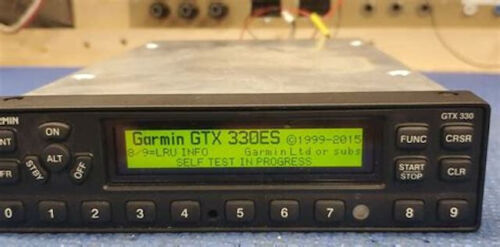 GTX 330
ON
ALT
STBY
OFF
Garmin GTX 330ES ©1999-2015
8/9=LRU INFO Garmin Ltd or subs
SELF TEST IN PROGRESS
FUNC
CRSR
START
STOP
CLR
0 1 2 3 4 5 6 7 8 9